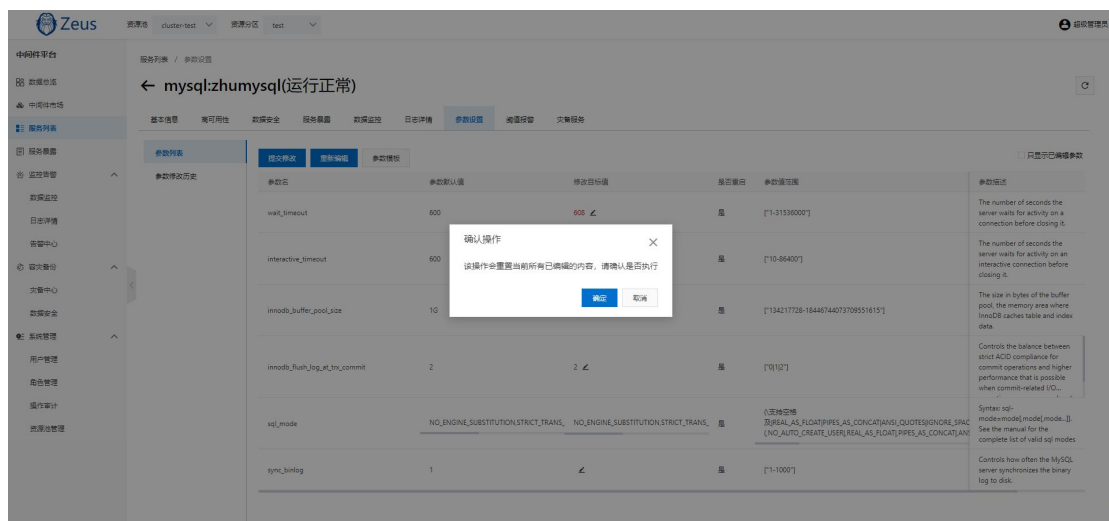 Zeus
资源池 cluster-test 资源分区 test
超级管理员
中间件平台
数据总览
中间件市场
服务列表
服务暴露
监控告警
数据监控
日志详情
告警中心
容灾备份
灾备中心
数据安全
系统管理
用户管理
角色管理
操作审计
资源池管理
服务列表 / 参数设置
← mysql:zhumysql(运行正常)
基本信息 高可用性 数据安全 服务暴露 数据监控 日志详情 参数设置 阈值报警 灾备服务
参数列表
参数修改历史
提交修改 重新编辑 参数模板
只显示已编辑参数
参数名 参数默认值 修改目标值 是否重启 参数值范围 参数描述
wait_timeout 600 608 是 ["1-31536000"]
The number of seconds the
server waits for activity on a
connection before closing it.
interactive_timeout 600 是 ["10-86400"]
The number of seconds the
server waits for activity on an
interactive connection before
closing it.
innodb_buffer_pool_size 1G 是 ["134217728-18446744073709551615"]
The size in bytes of the buffer
pool, the memory area where
InnoDB caches table and index
data.
innodb_flush_log_at_trx_commit 2 2 是 ["0|1|2"]
Controls the balance between
strict ACID compliance for
commit operations and higher
performance that is possible
when commit-related I/O...
sql_mode NO_ENGINE_SUBSTITUTION,STRICT_TRANS_ NO_ENGINE_SUBSTITUTION,STRICT_TRANS_ 是
(\支持空格
及|REAL_AS_FLOAT|PIPES_AS_CONCAT|ANSI_QUOTES|IGNORE_SPAC
(,NO_AUTO_CREATE_USER|,REAL_AS_FLOAT|,PIPES_AS_CONCAT|,ANS
Syntax: sql-
mode=mode[,mode[,mode...]].
See the manual for the
complete list of valid sql modes
sync_binlog 1 是 ["1-1000"]
Controls how often the MySQL
server synchronizes the binary
log to disk.
确认操作
该操作会重置当前所有已编辑的内容，请确认是否执行
确定 取消